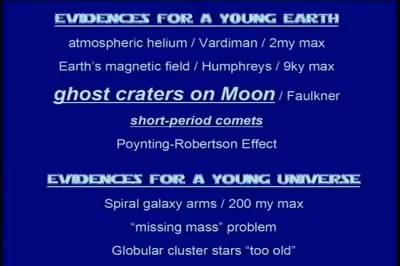 EVIDENCES FOR A YOUNG EARTH
atmospheric helium / Vardiman / 2my max
Earth's magnetic field / Humphreys / 9ky max
ghost craters on Moon / Faulkner
short-period comets
Poynting-Robertson Effect
EVIDENCES FOR A YOUNG UNIVERSE
Spiral galaxy arms / 200 my max
"missing mass" problem
Globular cluster stars "too old"